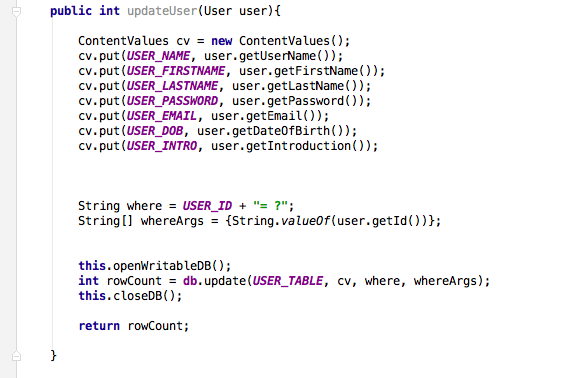 public int updateUser(User user){
ContentValues cv = new ContentValues();
cv.put(USER_NAME, user.getUserName());
cv.put(USER_FIRSTNAME, user.getFirstName());
cv.put(USER_LASTNAME, user.getLastName());
cv.put(USER_PASSWORD, user.getPassword());
cv.put(USER_EMAIL, user.getEmail());
cv.put(USER_DOB, user.getDateOfBirth());
cv.put(USER_INTRO, user.getIntroduction());
String where = USER_ID + "= ?";
String[] whereArgs = {String.valueOf(user.getId())};
this.openWritableDB();
int rowCount = db.update(USER_TABLE, cv, where, whereArgs);
this.closeDB();
return rowCount;
}